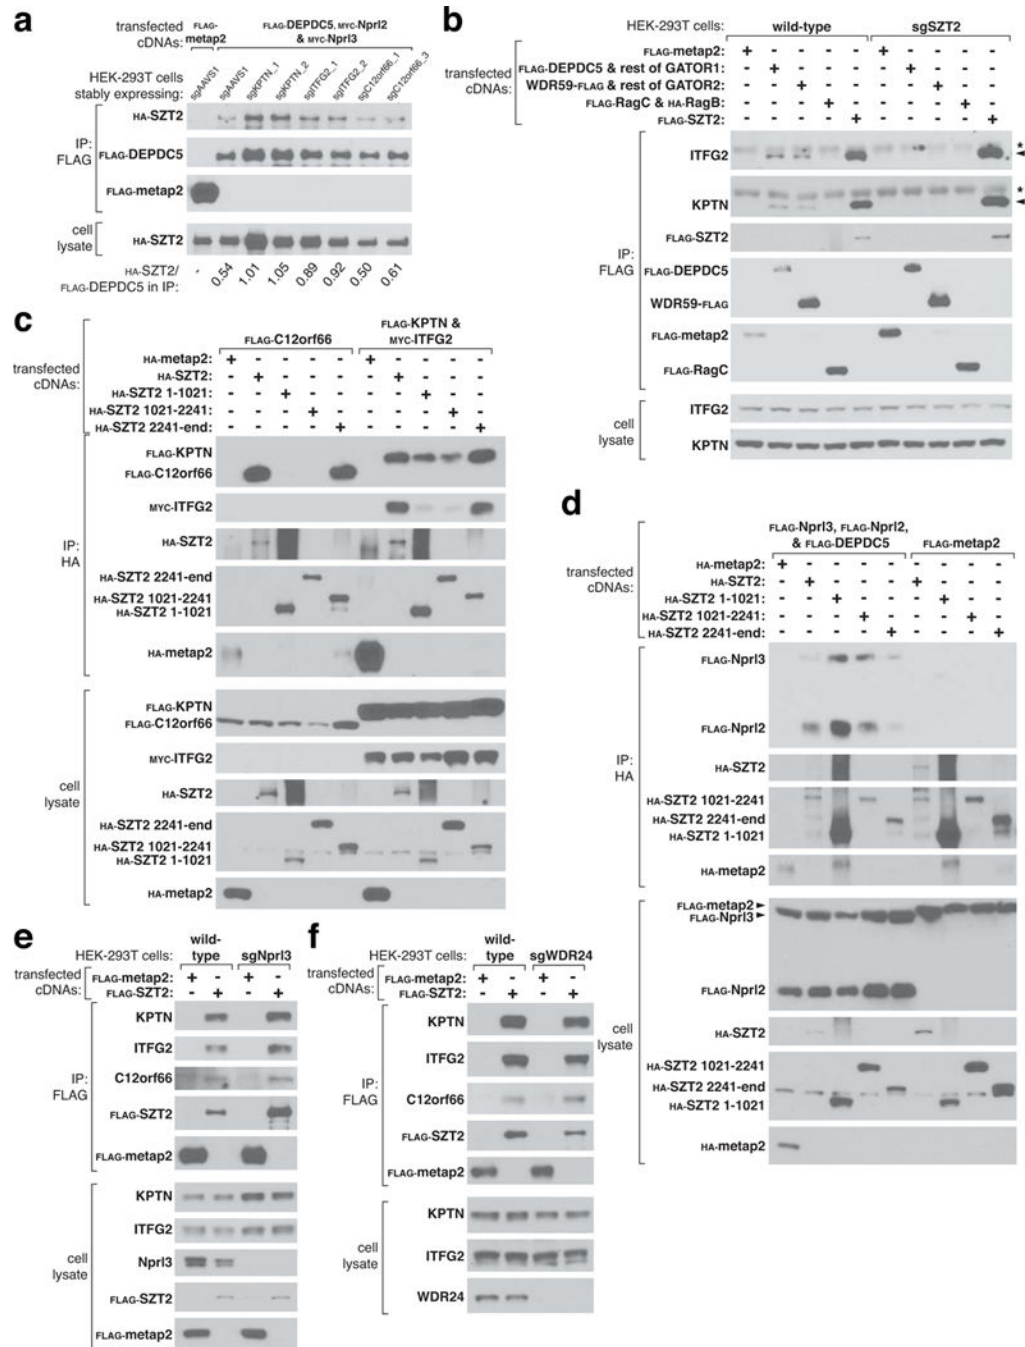 a
transfected cDNAs:
FLAG-metap2
FLAG-DEPDC5, MYC-Nprl2 & MYC-Nprl3
HEK-293T cells stably expressing:
sgAAVS1
sgAAVS1
sgKPTN_1
sgKPTN_2
sgITFG2_1
sgITFG2_2
sgC12orf66_1
sgC12orf66_3
IP: FLAG
HA-SZT2
FLAG-DEPDC5
FLAG-metap2
cell lysate
HA-SZT2
HA-SZT2/
FLAG-DEPDC5 in IP:
- 0.54 1.01 1.05 0.89 0.92 0.50 0.61
b
HEK-293T cells: wild-type sgSZT2
transfected cDNAs:
FLAG-metap2: + - - - - + - - - -
FLAG-DEPDC5 & rest of GATOR1: - + - - - - + - - -
WDR59-FLAG & rest of GATOR2: - - + - - - - + - -
FLAG-RagC & HA-RagB: - - - + - - - - + -
FLAG-SZT2: - - - - + - - - - +
IP: FLAG
ITFG2 *
KPTN *
FLAG-SZT2
FLAG-DEPDC5
WDR59-FLAG
FLAG-metap2
FLAG-RagC
cell lysate
ITFG2
KPTN
c
transfected cDNAs:
FLAG-C12orf66
FLAG-KPTN & MYC-ITFG2
HA-metap2: + - - - - + - - - -
HA-SZT2: - + - - - - + - - -
HA-SZT2 1-1021: - - + - - - - + - -
HA-SZT2 1021-2241: - - - + - - - - + -
HA-SZT2 2241-end: - - - - + - - - - +
IP: HA
FLAG-KPTN
FLAG-C12orf66
MYC-ITFG2
HA-SZT2
HA-SZT2 2241-end
HA-SZT2 1021-2241
HA-SZT2 1-1021
HA-metap2
cell lysate
FLAG-KPTN
FLAG-C12orf66
MYC-ITFG2
HA-SZT2
HA-SZT2 2241-end
HA-SZT2 1021-2241
HA-SZT2 1-1021
HA-metap2
d
transfected cDNAs:
FLAG-Nprl3, FLAG-Nprl2, & FLAG-DEPDC5
FLAG-metap2
HA-metap2: + - - - - - - - -
HA-SZT2: - + - - - + - - -
HA-SZT2 1-1021: - - + - - - + - -
HA-SZT2 1021-2241: - - - + - - - + -
HA-SZT2 2241-end: - - - - + - - - +
IP: HA
FLAG-Nprl3
FLAG-Nprl2
HA-SZT2
HA-SZT2 1021-2241
HA-SZT2 2241-end
HA-SZT2 1-1021
HA-metap2
cell lysate
FLAG-metap2
FLAG-Nprl3
FLAG-Nprl2
HA-SZT2
HA-SZT2 1021-2241
HA-SZT2 2241-end
HA-SZT2 1-1021
HA-metap2
e
HEK-293T cells: wild-type sgNprl3
transfected cDNAs:
FLAG-metap2: + - + -
FLAG-SZT2: - + - +
IP: FLAG
KPTN
ITFG2
C12orf66
FLAG-SZT2
FLAG-metap2
cell lysate
KPTN
ITFG2
Nprl3
FLAG-SZT2
FLAG-metap2
f
HEK-293T cells: wild-type sgWDR24
transfected cDNAs:
FLAG-metap2: + - + -
FLAG-SZT2: - + - +
IP: FLAG
KPTN
ITFG2
C12orf66
FLAG-SZT2
FLAG-metap2
cell lysate
KPTN
ITFG2
WDR24